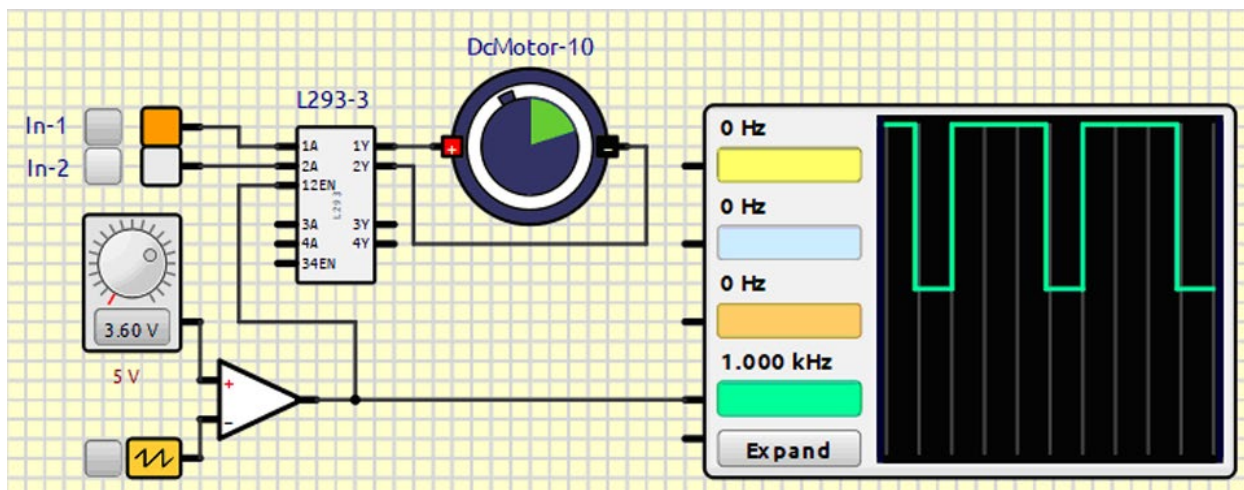 DcMotor-10
L293-3
In-1
In-2
1A 1Y
2A 2Y
12EN
L293
3A 3Y
4A 4Y
34EN
+
-
3.60 V
5 V
+
-
0 Hz
0 Hz
0 Hz
1.000 kHz
Expand